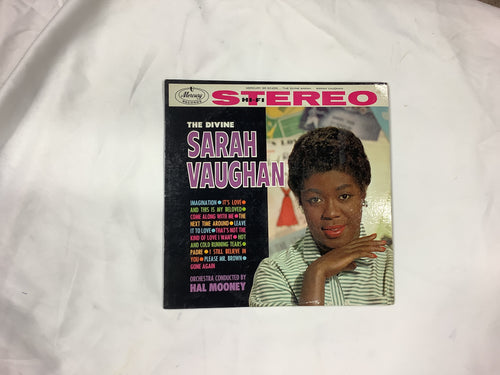 Mercury
RECORDS
STEREO
HI-FI
THE DIVINE
SARAH
VAUGHAN
IMAGINATION • IT'S LOVE •
AND THIS IS MY BELOVED •
COME ALONG WITH ME • THE
NEXT TIME AROUND • LEAVE
IT TO LOVE • THAT'S NOT THE
KIND OF LOVE I WANT • HOT
AND COLD RUNNING TEARS •
PADRE • I STILL BELIEVE IN
YOU • PLEASE MR. BROWN •
GONE AGAIN
ORCHESTRA CONDUCTED BY
HAL MOONEY